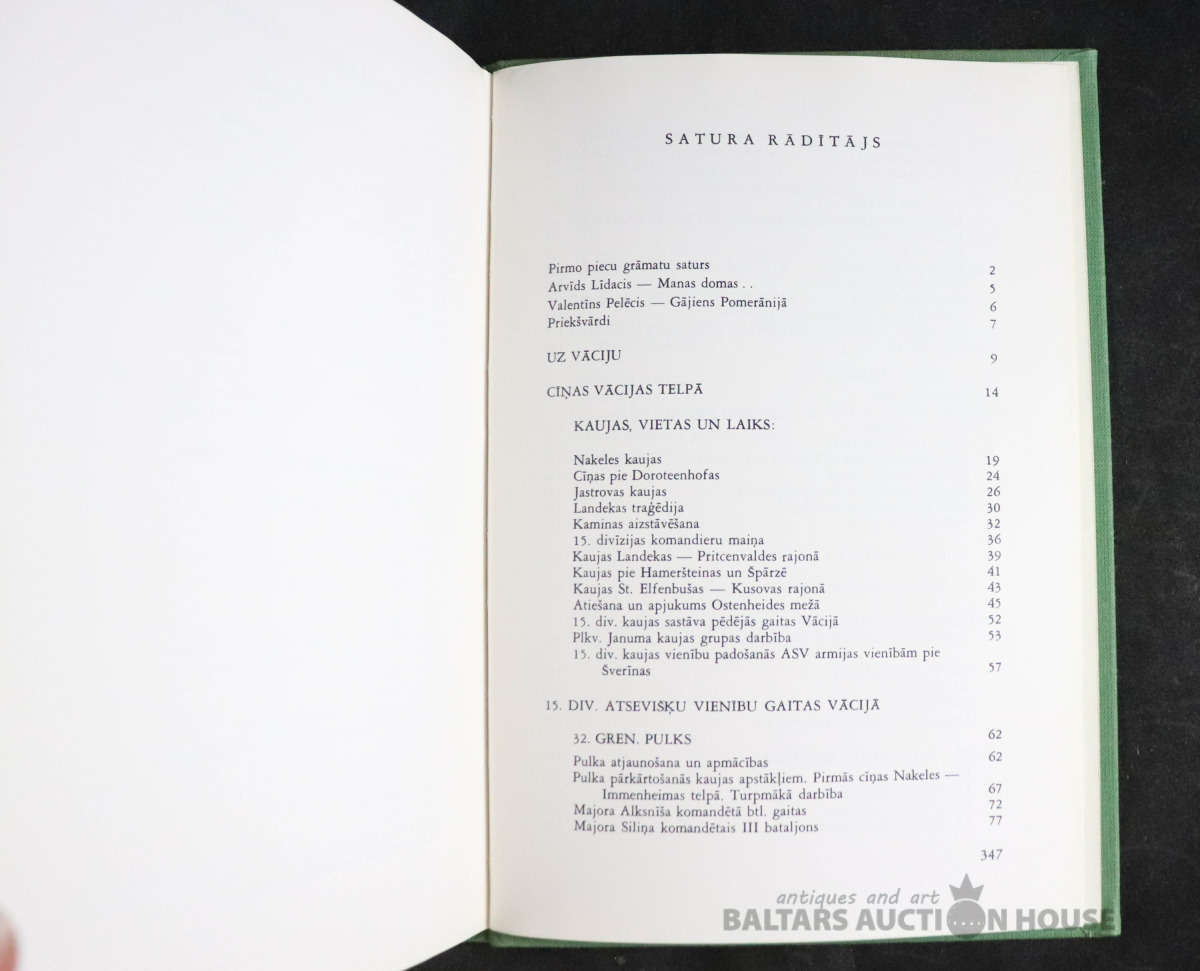 SATURA RĀDĪTĀJS
Pirmo piecu grāmatu saturs 2
Arvīds Līdacis — Manas domas . . 5
Valentīns Pelēcis — Gājiens Pomerānijā 6
Priekšvārdi 7
UZ VĀCIJU 9
CĪŅAS VĀCIJAS TELPĀ 14
KAUJAS, VIETAS UN LAIKS:
Nakeles kaujas 19
Cīņas pie Doroteenhofas 24
Jastrovas kaujas 26
Landekas traģēdija 30
Kaminas aizstāvēšana 32
15. divīzijas komandieru maiņa 36
Kaujas Landekas — Pritcenvaldes rajonā 39
Kaujas pie Hameršteinas un Špārzē 41
Kaujas St. Elfenbušas — Kusovas rajonā 43
Atiešana un apjukums Ostenheides mežā 45
15. div. kaujas sastāva pēdējās gaitas Vācijā 52
Plkv. Januma kaujas grupas darbība 53
15. div. kaujas vienību padošanās ASV armijas vienībām pie
Šverīnas 57
15. DIV. ATSEVIŠĶU VIENĪBU GAITAS VĀCIJĀ
32. GREN. PULKS 62
Pulka atjaunošana un apmācības 62
Pulka pārkārtošanās kaujas apstākļiem. Pirmās cīņas Nakeles —
Immenheimas telpā. Turpmākā darbība 67
Majora Alksnīša komandētā btl. gaitas 72
Majora Siliņa komandētais III bataljons 77
347
antiques and art
BALTARS AUCTION HOUSE